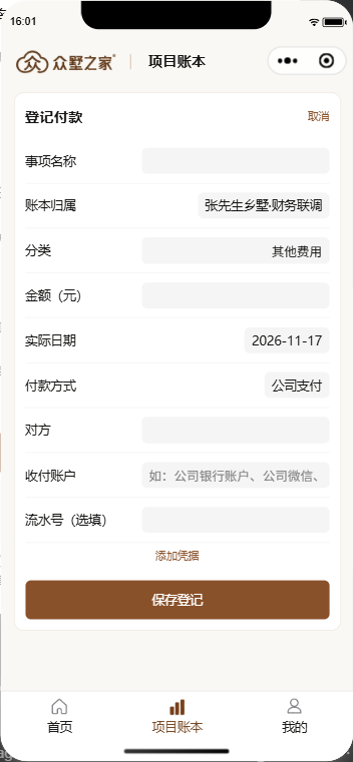 16:01
众墅之家
项目账本
登记付款
取消
事项名称
账本归属
张先生乡墅·财务联调
分类
其他费用
金额（元）
实际日期
2026-11-17
付款方式
公司支付
对方
收付账户
如：公司银行账户、公司微信、
流水号（选填）
添加凭据
保存登记
首页
项目账本
我的